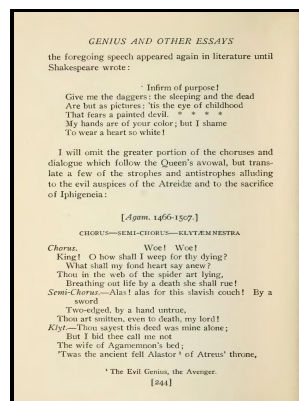 GENIUS AND OTHER ESSAYS
the foregoing speech appeared again in literature until
Shakespeare wrote:
Infirm of purpose!
Give me the daggers: the sleeping and the dead
Are but as pictures; 'tis the eye of childhood
That fears a painted devil. * * * *
My hands are of your color; but I shame
To wear a heart so white!
I will omit the greater portion of the choruses and
dialogue which follow the Queen's avowal, but trans-
late a few of the strophes and antistrophes alluding
to the evil auspices of the Atreidæ and to the sacrifice
of Iphigeneia:
[Agam. 1466-1507.]
CHORUS—SEMI-CHORUS—KLYTÆMNESTRA
Chorus. Woe! Woe!
King! O how shall I weep for thy dying?
What shall my fond heart say anew?
Thou in the web of the spider art lying,
Breathing out life by a death she shall rue!
Semi-Chorus.—Alas! alas for this slavish couch! By a
sword
Two-edged, by a hand untrue,
Thou art smitten, even to death, my lord!
Klyt.—Thou sayest this deed was mine alone;
But I bid thee call me not
The wife of Agamemnon's bed;
'Twas the ancient fell Alastor¹ of Atreus' throne,
¹ The Evil Genius, the Avenger.
[244]